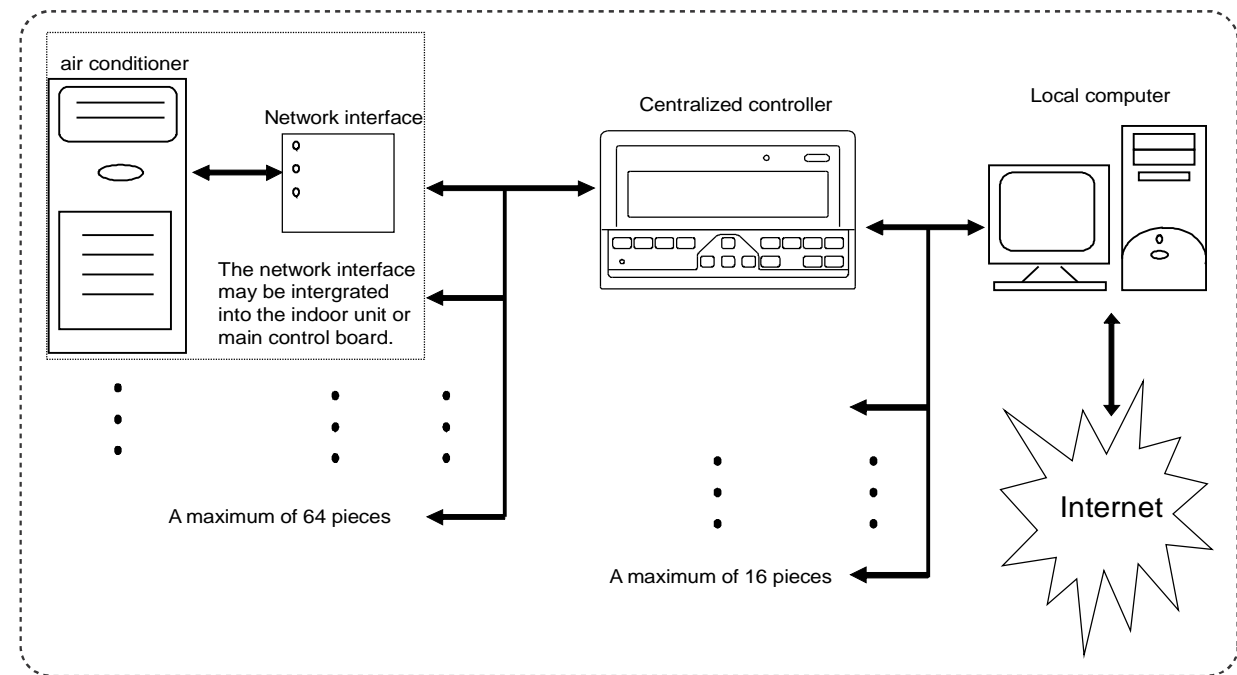 air conditioner
Network interface
The network interface
may be intergrated
into the indoor unit or
main control board.
A maximum of 64 pieces
Centralized controller
A maximum of 16 pieces
Local computer
Internet